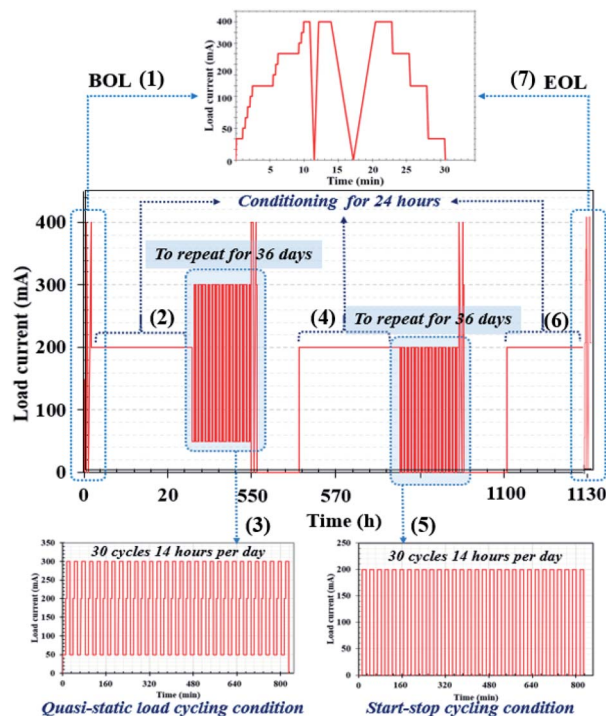 400
300
200
100
50
0
Load current (mA)
5 10 15 20 25 30
Time (min)
BOL (1)
(7) EOL
Conditioning for 24 hours
To repeat for 36 days
(2)
(4)
To repeat for 36 days
(6)
400
300
200
100
0
Load current (mA)
0 20 550 570 1100 1130
Time (h)
(3)
(5)
30 cycles 14 hours per day
350
300
250
200
150
100
50
0
Load current (mA)
0 160 320 480 640 800
Time (min)
Quasi-static load cycling condition
30 cycles 14 hours per day
250
200
150
100
50
0
Load current (mA)
0 160 320 480 640 800
Time (min)
Start-stop cycling condition